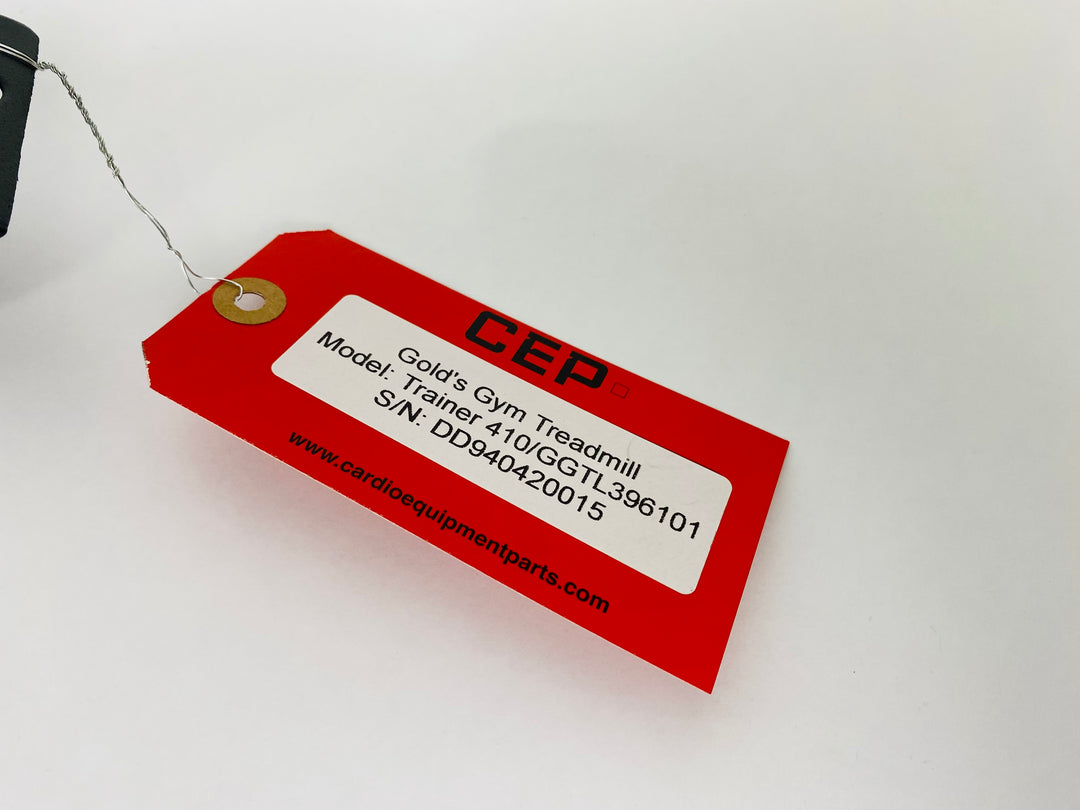 CEP
Gold's Gym Treadmill
Model: Trainer 410/GGTL396101
S/N: DD940420015
www.cardioequipmentparts.com